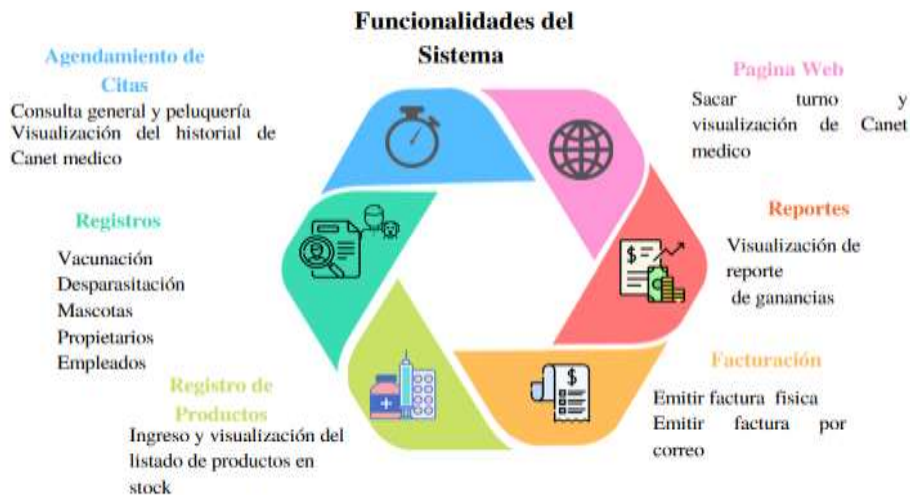 Funcionalidades del
Sistema
Agendamiento de
Citas
Consulta general y peluquería
Visualización del historial de
Canet medico
Pagina Web
Sacar turno y
visualización de Canet
medico
Registros
Vacunación
Desparasitación
Mascotas
Propietarios
Empleados
Reportes
Visualización de
reporte
de ganancias
Registro de
Productos
Ingreso y visualización del
listado de productos en
stock
Facturación
Emitir factura fisica
Emitir factura por
correo
$
$